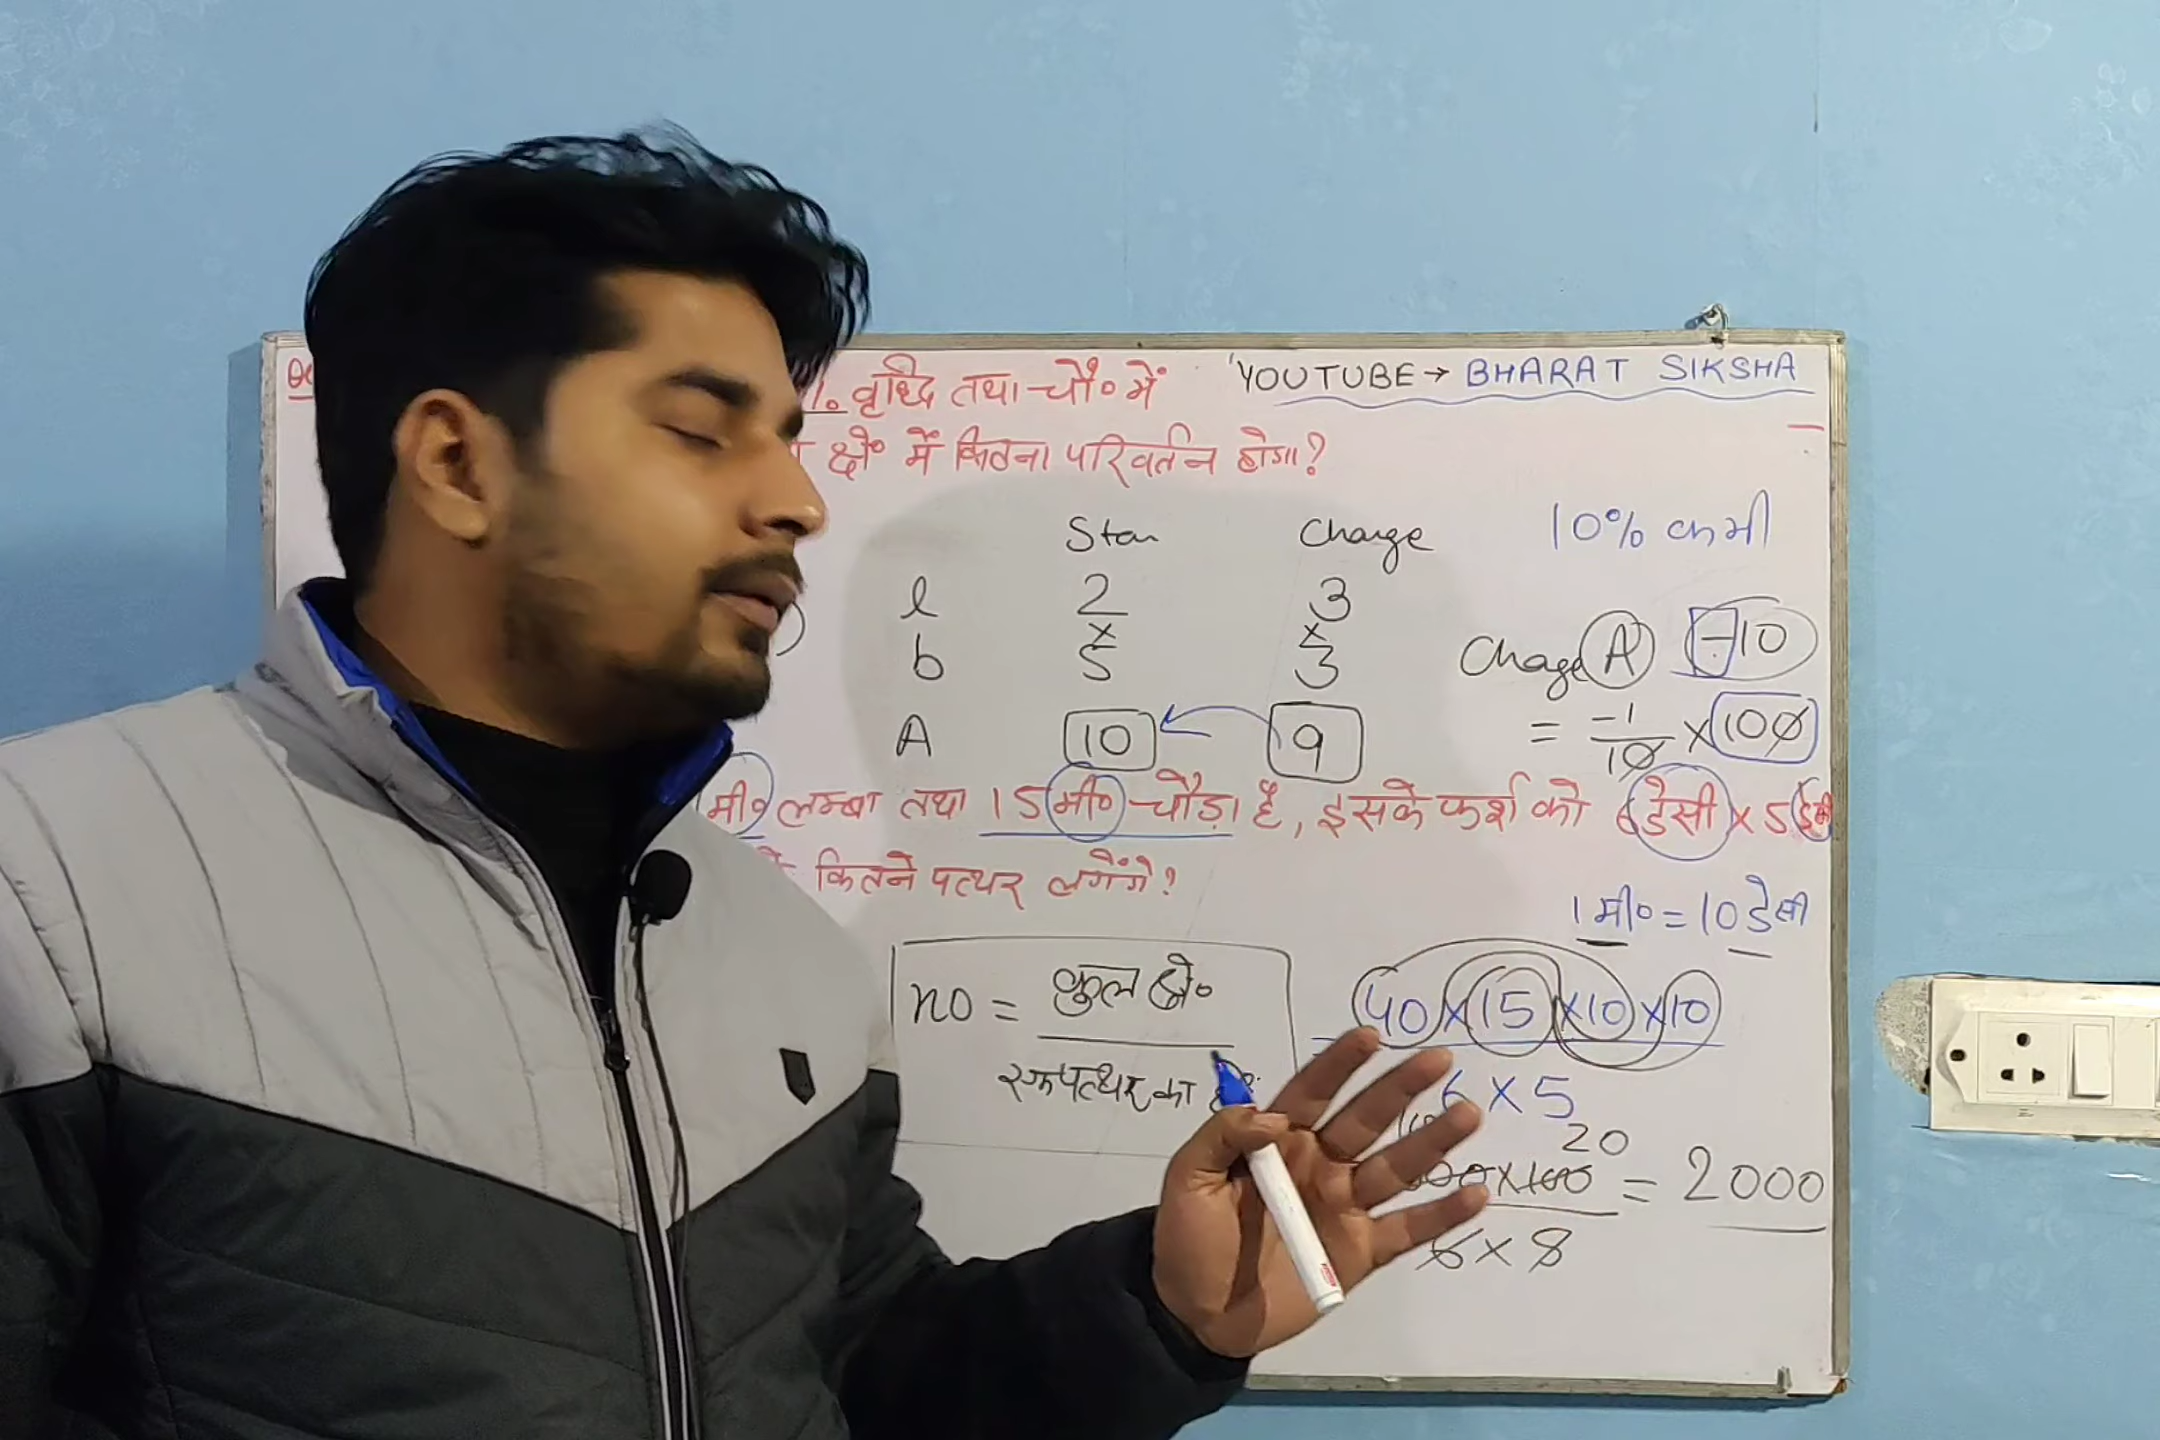 वृध्दि तथा चौ० में
YOUTUBE → BHARAT SIKSHA
क्षे० में कितना परिवर्तन होगा?
Stan Change
10% कमी
l 2 3
x x
b 5 3
Change A -10
A 10 9
= -1/10 × 100
मी० लम्बा तथा 15 मी० चौड़ा है, इसके फर्श को 6 डेसी x 5 डेसी
कितने पत्थर लगेंगे?
1 मी० = 10 डेसी
no = कुल क्षे०
एक पत्थर का
40×15×10×10
6×5
20
= 2000
6×8